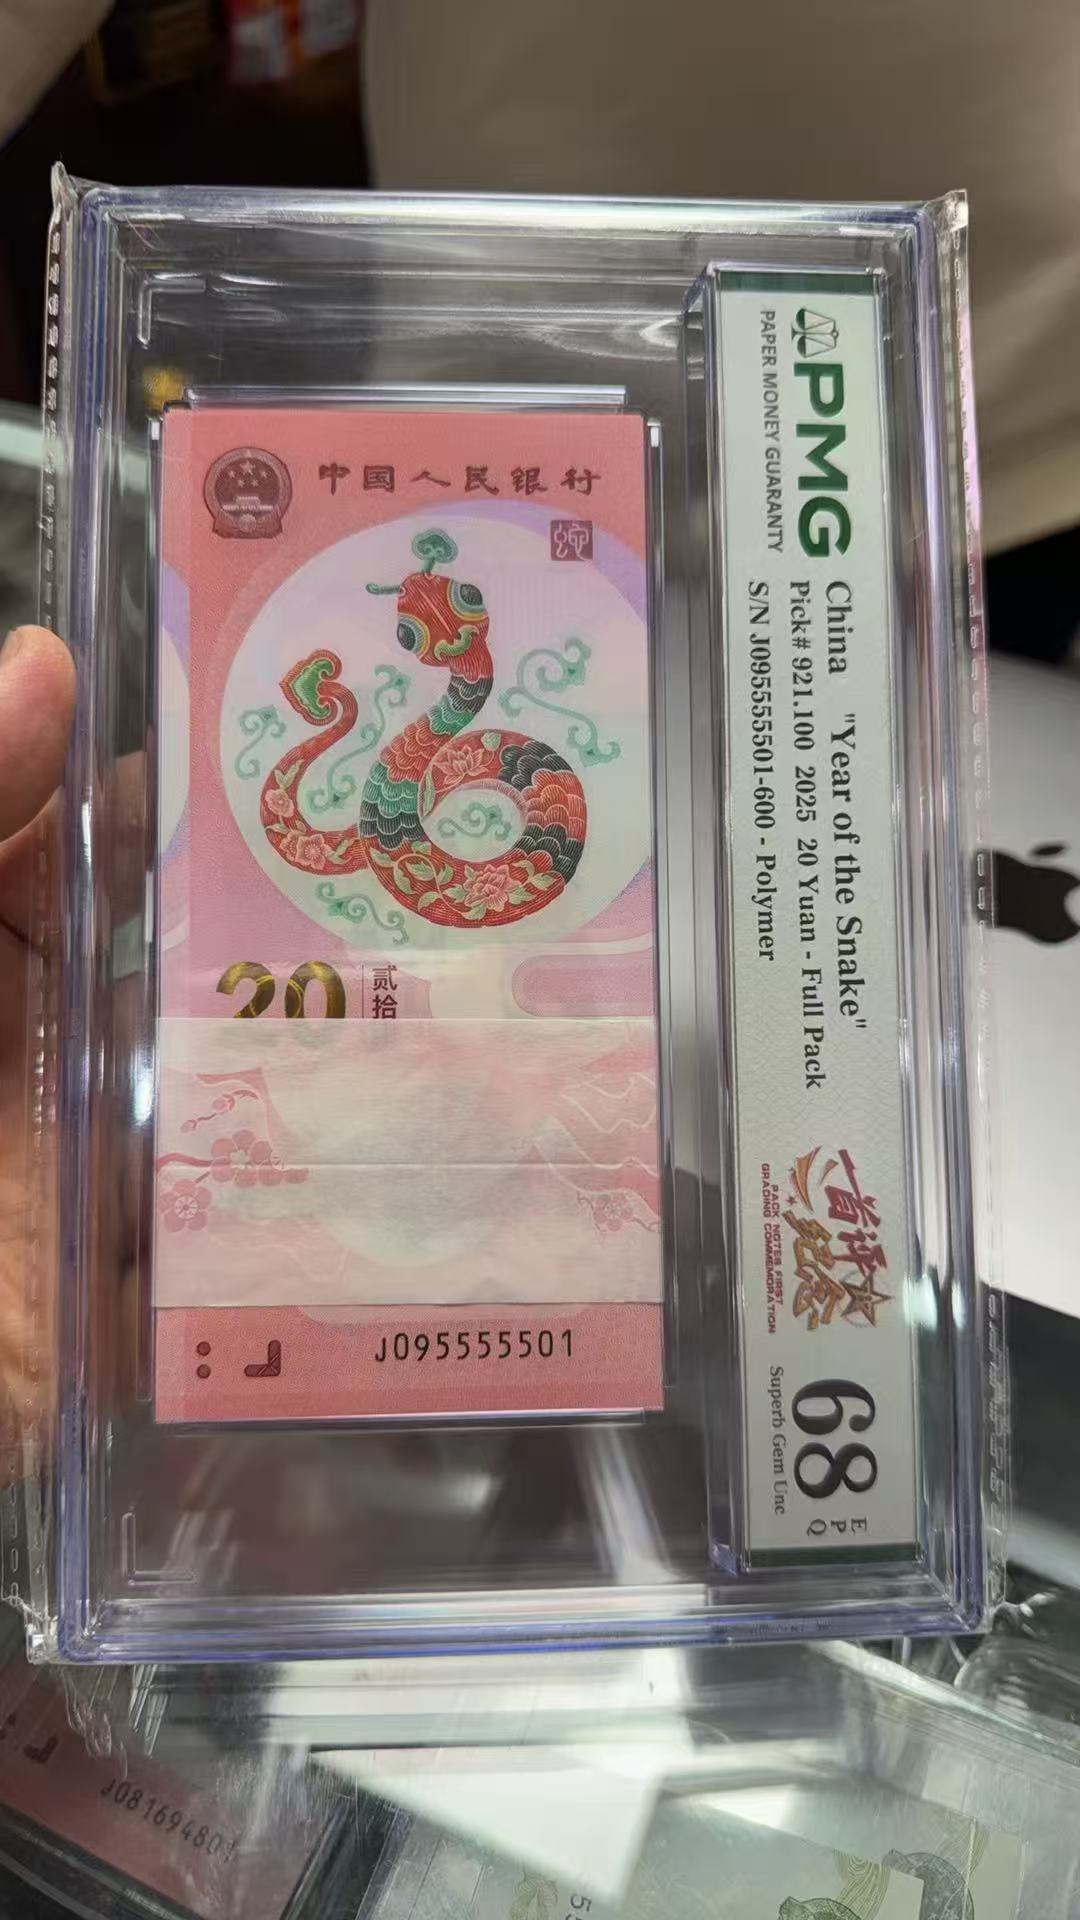 PMG
PAPER MONEY GUARANTY
China "Year of the Snake"
Pick# 921.100 2025 20 Yuan - Full Pack
S/N J095555501-600 - Polymer
首评
纪念
PACK NOTES FIRST
GRADING COMMEMORATION
68
EPQ
Superb Gem Unc
中国人民银行
蛇
20
贰拾
J095555501
J081694801